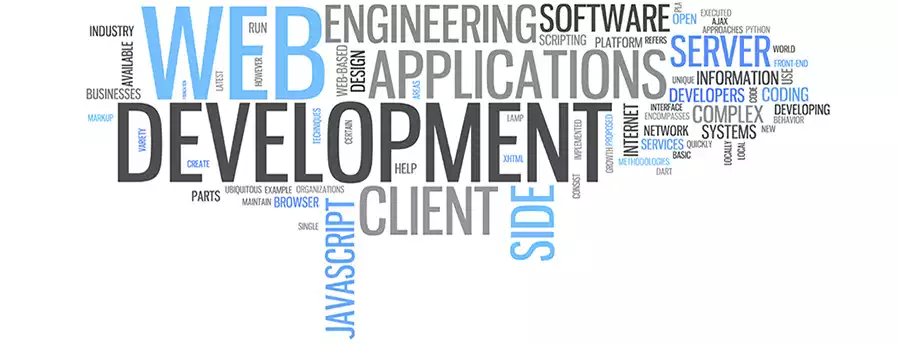 WEB
ENGINEERING
SOFTWARE
PLA
OPEN
EXECUTED
AJAX
APPROACHES
PYTHON
INDUSTRY
RUN
SCRIPTING
PLATFORM
REFERS
SERVER
WORLD
FRONT-END
AVAILABLE
LATEST
HOWEVER
WEB-BASED
DESIGN
APPLICATIONS
AREAS
UNIQUE
INFORMATION
USE
BUSINESSES
DEVELOPERS
CODE
CODING
MARKUP
DEVELOPMENT
INTERFACE
ENCOMPASSES
COMPLEX
DEVELOPING
BEHAVIOR
VARIETY
CREATE
TECHNIQUES
CERTAIN
HELP
LAMP
XHTML
IMPLEMENTED
CONSIST
PROPOSED
GROWTH
INTERNET
NETWORK
SYSTEMS
NEW
SERVICES
QUICKLY
BASIC
METHODOLOGIES
DART
LOCALLY
LOCAL
PARTS
UBIQUITOUS
EXAMPLE
ORGANIZATIONS
MAINTAIN
BROWSER
SINGLE
JAVASCRIPT
CLIENT
SIDE